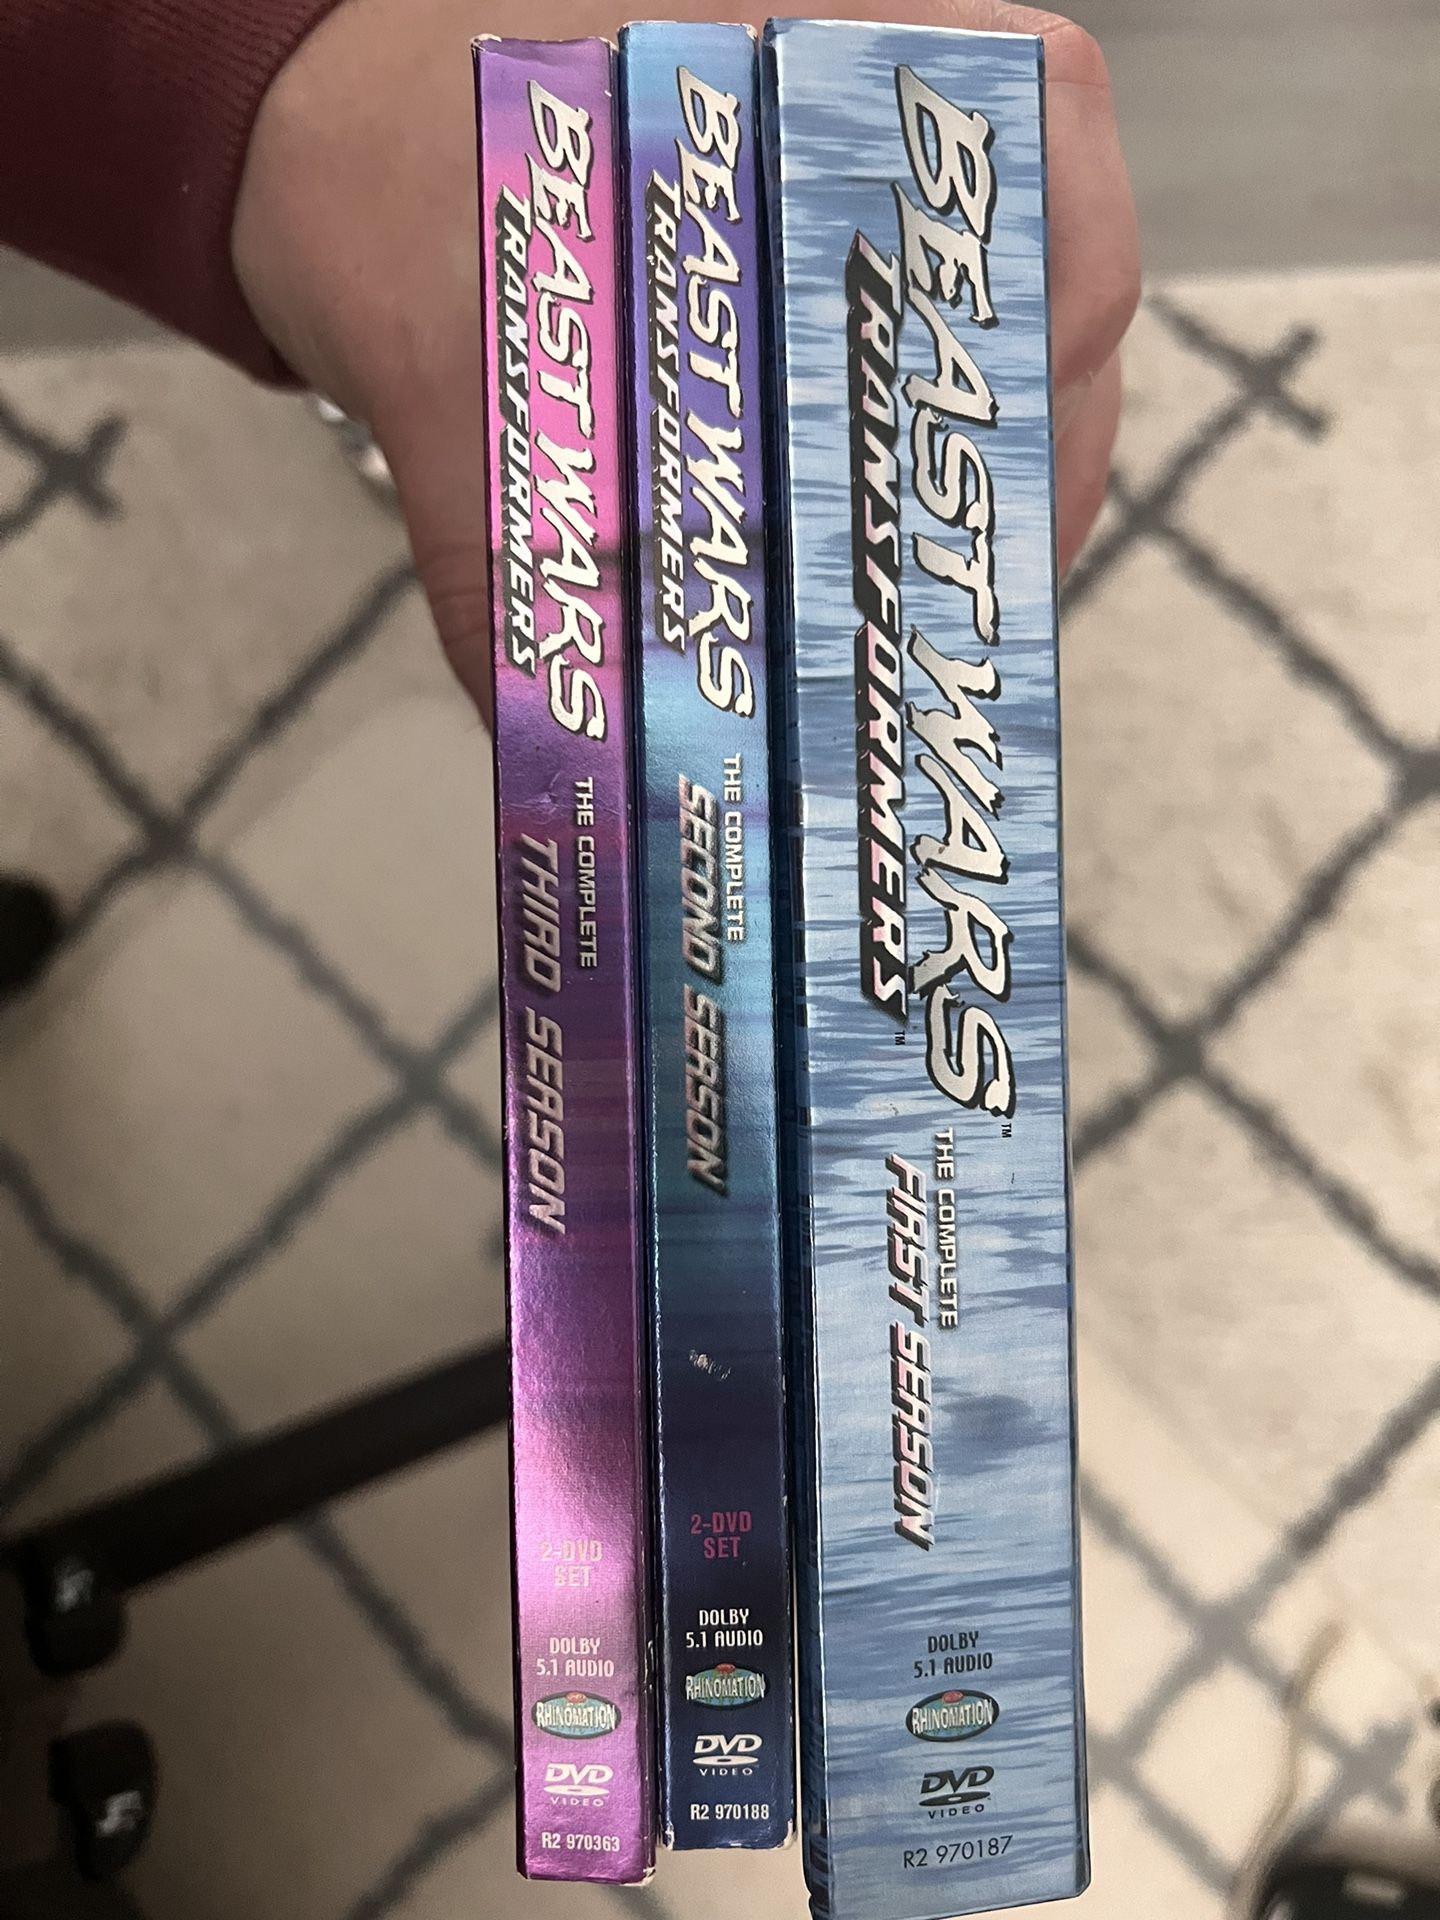 BEAST WARS
TRANSFORMERS
THE COMPLETE
THIRD SEASON
2-DVD
SET
DOLBY
5.1 AUDIO
RHINOMATION
DVD
VIDEO
R2 970363
BEAST WARS
TRANSFORMERS
THE COMPLETE
SECOND SEASON
2-DVD
SET
DOLBY
5.1 AUDIO
RHINOMATION
DVD
VIDEO
R2 970188
BEAST WARS™
TRANSFORMERS™
THE COMPLETE
FIRST SEASON
DOLBY
5.1 AUDIO
RHINOMATION
DVD
VIDEO
R2 970187